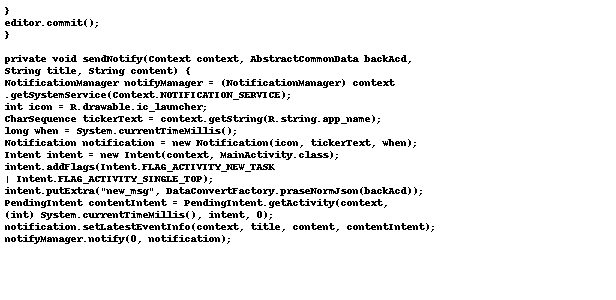 }
editor.commit();
}
private void sendNotify(Context context, AbstractCommonData backAcd,
String title, String content) {
NotificationManager notifyManager = (NotificationManager) context
.getSystemService(Context.NOTIFICATION_SERVICE);
int icon = R.drawable.ic_launcher;
CharSequence tickerText = context.getString(R.string.app_name);
long when = System.currentTimeMillis();
Notification notification = new Notification(icon, tickerText, when);
Intent intent = new Intent(context, MainActivity.class);
intent.addFlags(Intent.FLAG_ACTIVITY_NEW_TASK
| Intent.FLAG_ACTIVITY_SINGLE_TOP);
intent.putExtra("new_msg", DataConvertFactory.praseNormJson(backAcd));
PendingIntent contentIntent = PendingIntent.getActivity(context,
(int) System.currentTimeMillis(), intent, 0);
notification.setLatestEventInfo(context, title, content, contentIntent);
notifyManager.notify(0, notification);